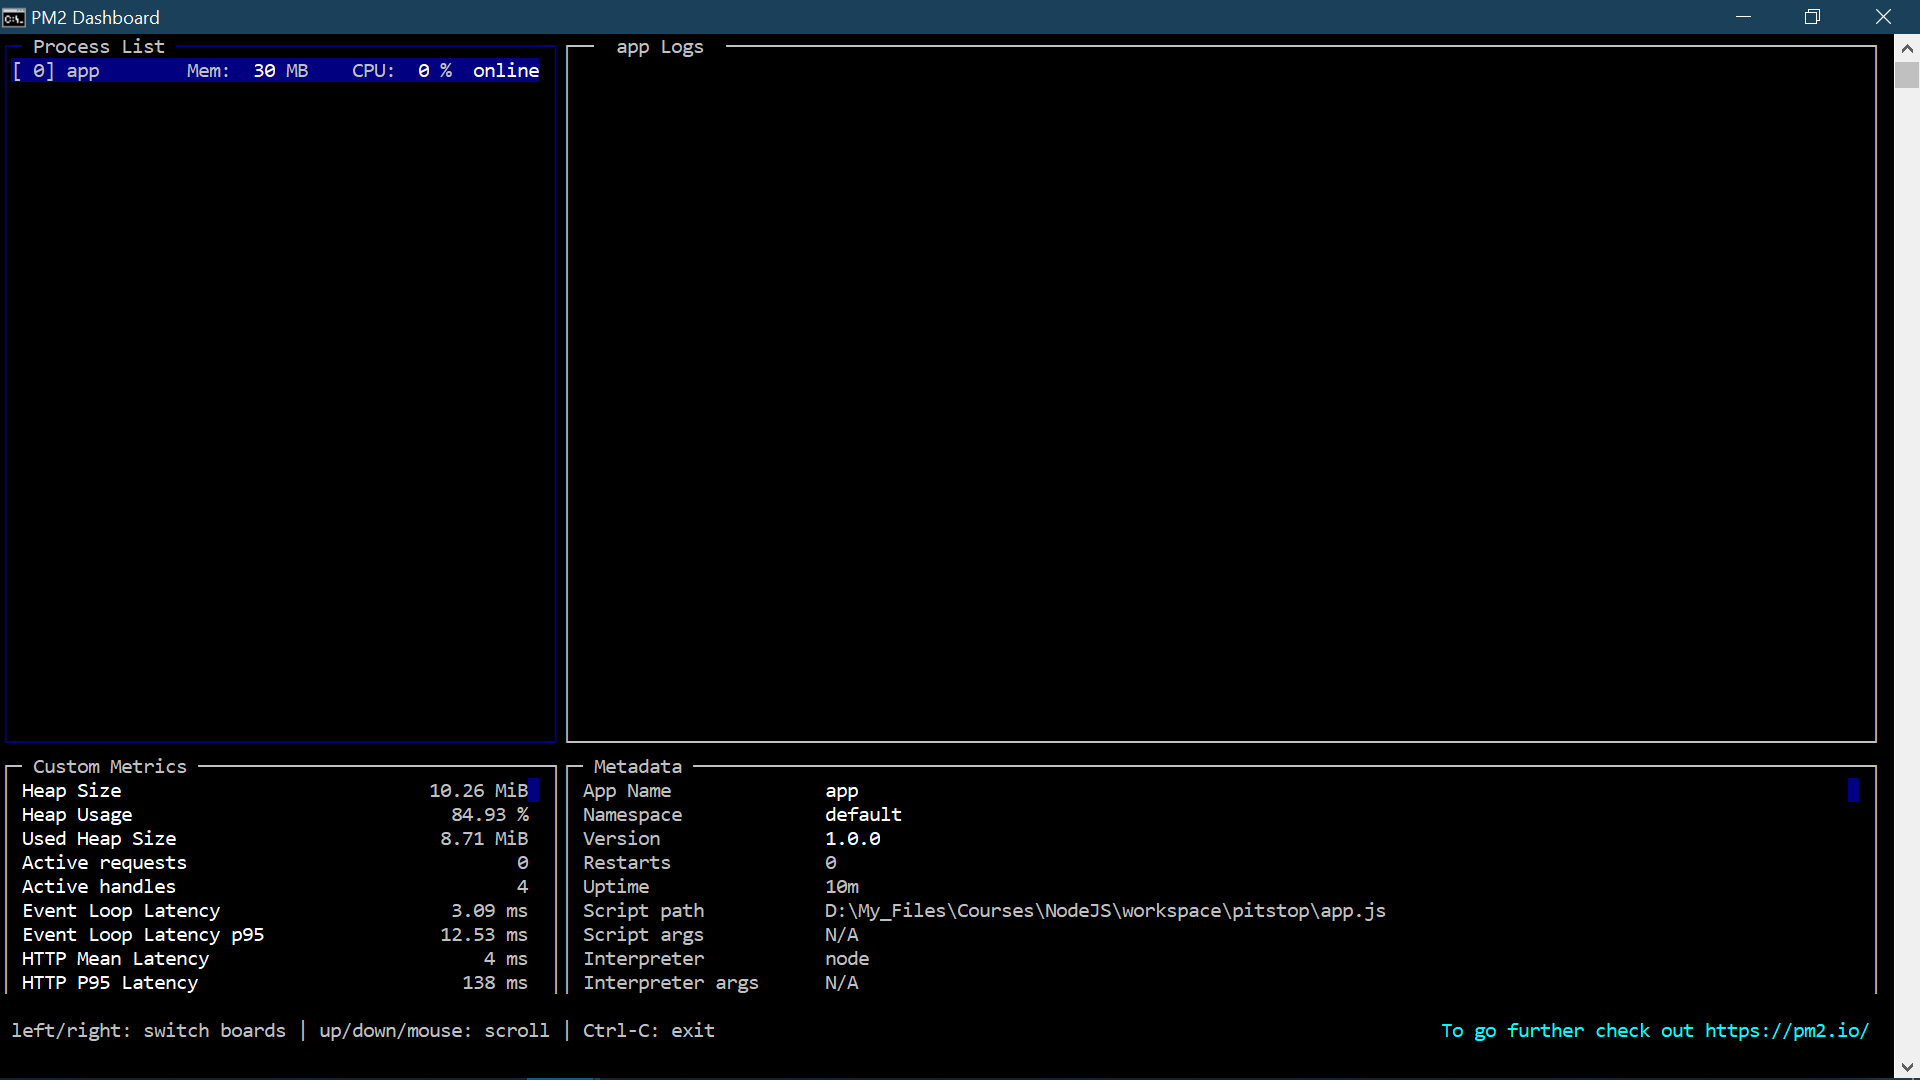 PM2 Dashboard
Process List
[ 0] app Mem: 30 MB CPU: 0 % online
app Logs
Custom Metrics
Heap Size 10.26 MiB
Heap Usage 84.93 %
Used Heap Size 8.71 MiB
Active requests 0
Active handles 4
Event Loop Latency 3.09 ms
Event Loop Latency p95 12.53 ms
HTTP Mean Latency 4 ms
HTTP P95 Latency 138 ms
Metadata
App Name app
Namespace default
Version 1.0.0
Restarts 0
Uptime 10m
Script path D:\My_Files\Courses\NodeJS\workspace\pitstop\app.js
Script args N/A
Interpreter node
Interpreter args N/A
left/right: switch boards | up/down/mouse: scroll | Ctrl-C: exit
To go further check out https://pm2.io/